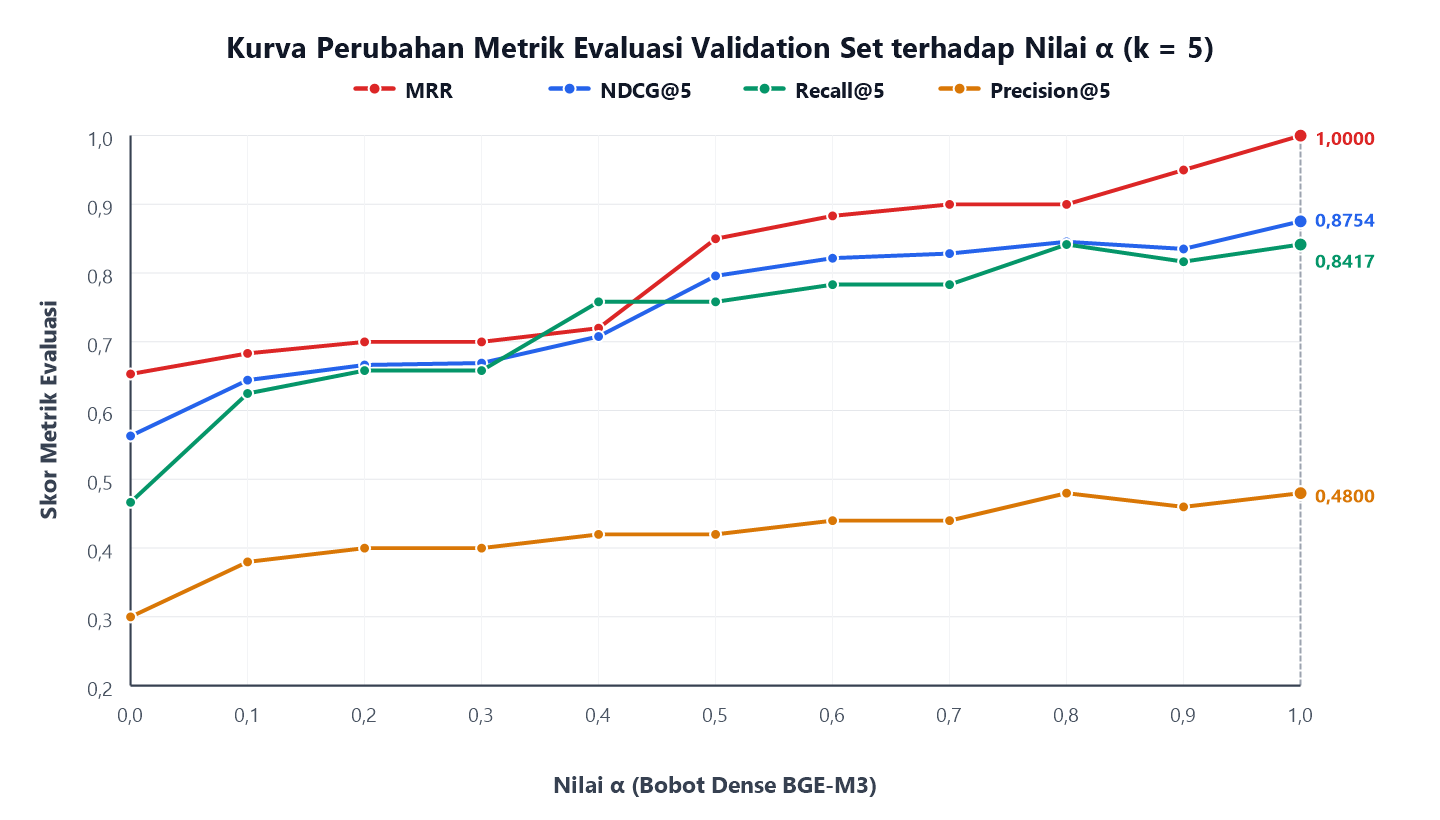 Kurva Perubahan Metrik Evaluasi Validation Set terhadap Nilai α (k = 5)
MRR NDCG@5 Recall@5 Precision@5
1,0
0,9
0,8
0,7
0,6
0,5
0,4
0,3
0,2
Skor Metrik Evaluasi
1,0000
0,8754
0,8417
0,4800
0,0 0,1 0,2 0,3 0,4 0,5 0,6 0,7 0,8 0,9 1,0
Nilai α (Bobot Dense BGE-M3)